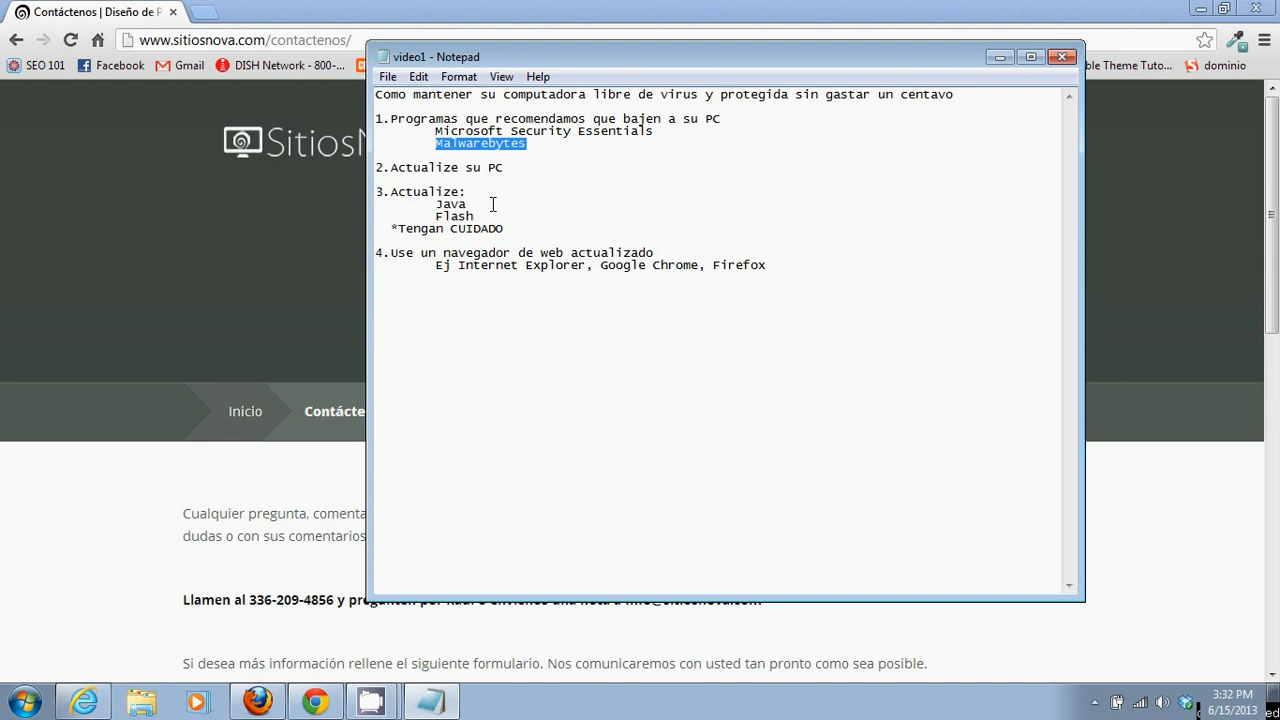 Contáctenos | Diseño de P
www.sitiosnova.com/contactenos/
SEO 101 Facebook Gmail DISH Network - 800-... ble Theme Tuto... dominio
SitiosN
video1 - Notepad
File Edit Format View Help
Como mantener su computadora libre de virus y protegida sin gastar un centavo
1.Programas que recomendamos que bajen a su PC
Microsoft Security Essentials
Malwarebytes
2.Actualize su PC
3.Actualize:
Java
Flash
*Tengan CUIDADO
4.Use un navegador de web actualizado
Ej Internet Explorer, Google Chrome, Firefox
Inicio Contácte
Cualquier pregunta, comenta
dudas o con sus comentarios
Llamen al 336-209-4856 y
Si desea más información rellene el siguiente formulario. Nos comunicaremos con usted tan pronto como sea posible.
3:32 PM
6/15/2013